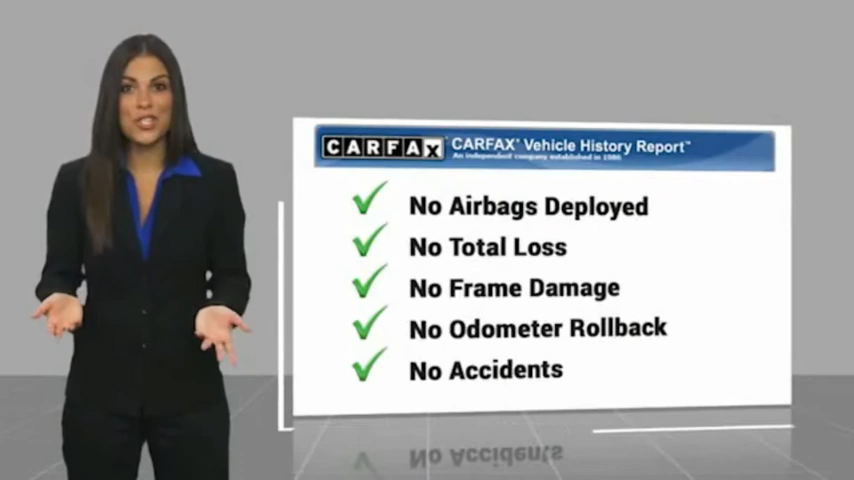 CARFAX CARFAX® Vehicle History Report™
An independent company established in 1986
No Airbags Deployed
No Total Loss
No Frame Damage
No Odometer Rollback
No Accidents
No Accidents